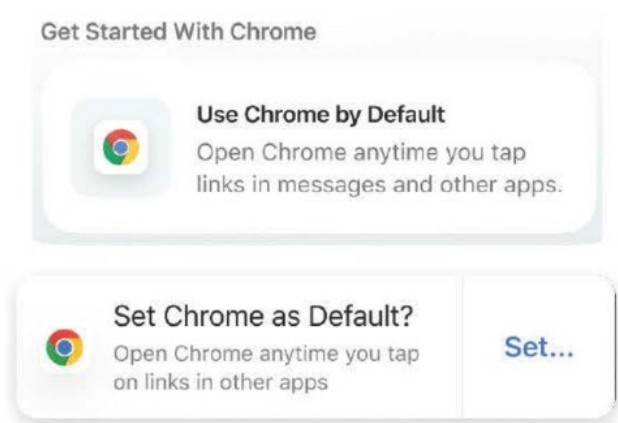 Get Started With Chrome
Use Chrome by Default
Open Chrome anytime you tap
links in messages and other apps.
Set Chrome as Default?
Open Chrome anytime you tap
on links in other apps
Set...